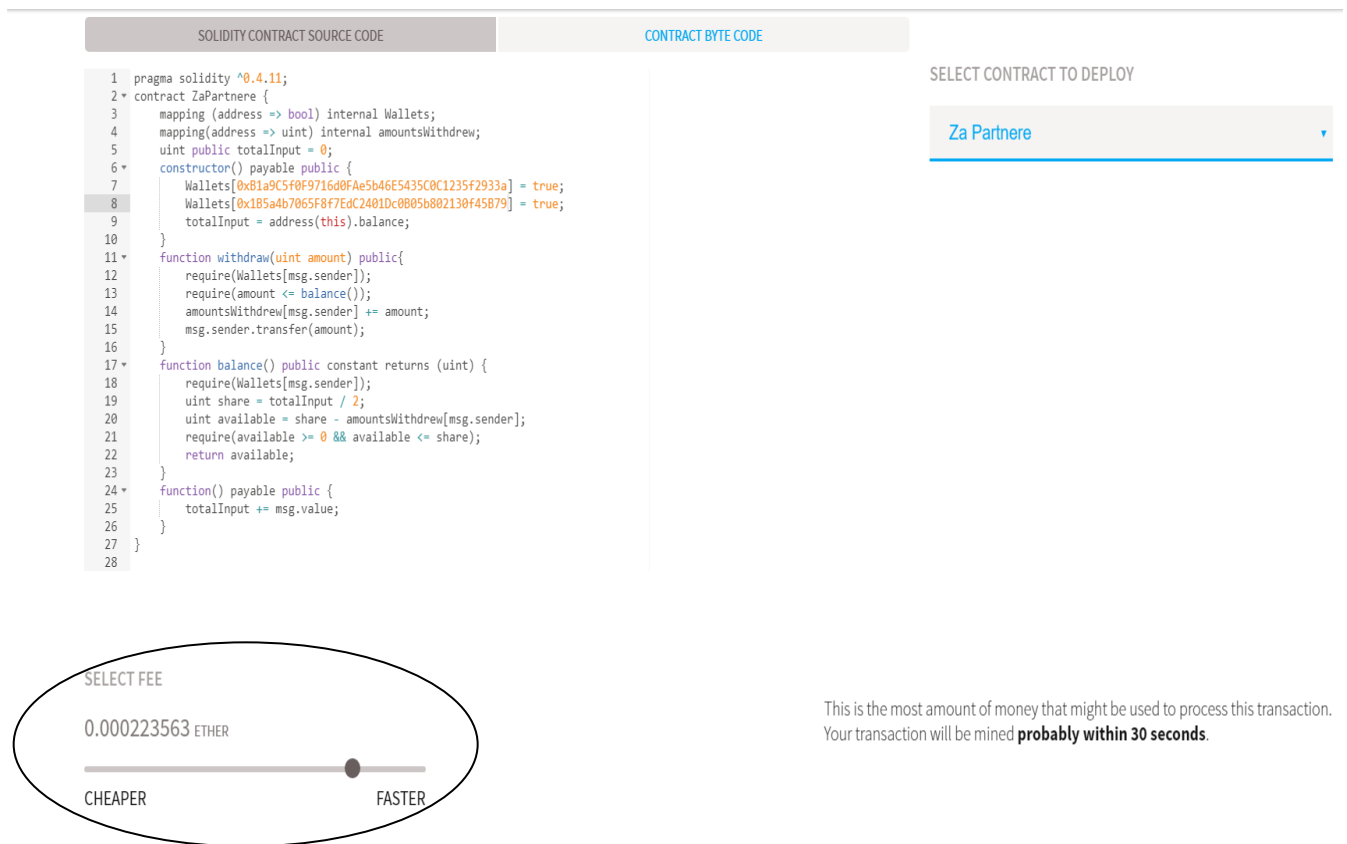 SOLIDITY CONTRACT SOURCE CODE
CONTRACT BYTE CODE
SELECT CONTRACT TO DEPLOY
Za Partnere
1 pragma solidity ^0.4.11;
2 contract ZaPartnere {
3 mapping (address => bool) internal Wallets;
4 mapping(address => uint) internal amountsWithdrew;
5 uint public totalInput = 0;
6 constructor() payable public {
7 Wallets[0xB1a9C5f0F9716d0FAe5b46E5435C0C1235f2933a] = true;
8 Wallets[0x1B5a4b7065F8f7EdC2401Dc0B05b802130f45B79] = true;
9 totalInput = address(this).balance;
10 }
11 function withdraw(uint amount) public{
12 require(Wallets[msg.sender]);
13 require(amount <= balance());
14 amountsWithdrew[msg.sender] += amount;
15 msg.sender.transfer(amount);
16 }
17 function balance() public constant returns (uint) {
18 require(Wallets[msg.sender]);
19 uint share = totalInput / 2;
20 uint available = share - amountsWithdrew[msg.sender];
21 require(available >= 0 && available <= share);
22 return available;
23 }
24 function() payable public {
25 totalInput += msg.value;
26 }
27 }
28
SELECT FEE
0.000223563 ETHER
CHEAPER FASTER
This is the most amount of money that might be used to process this transaction.
Your transaction will be mined probably within 30 seconds.